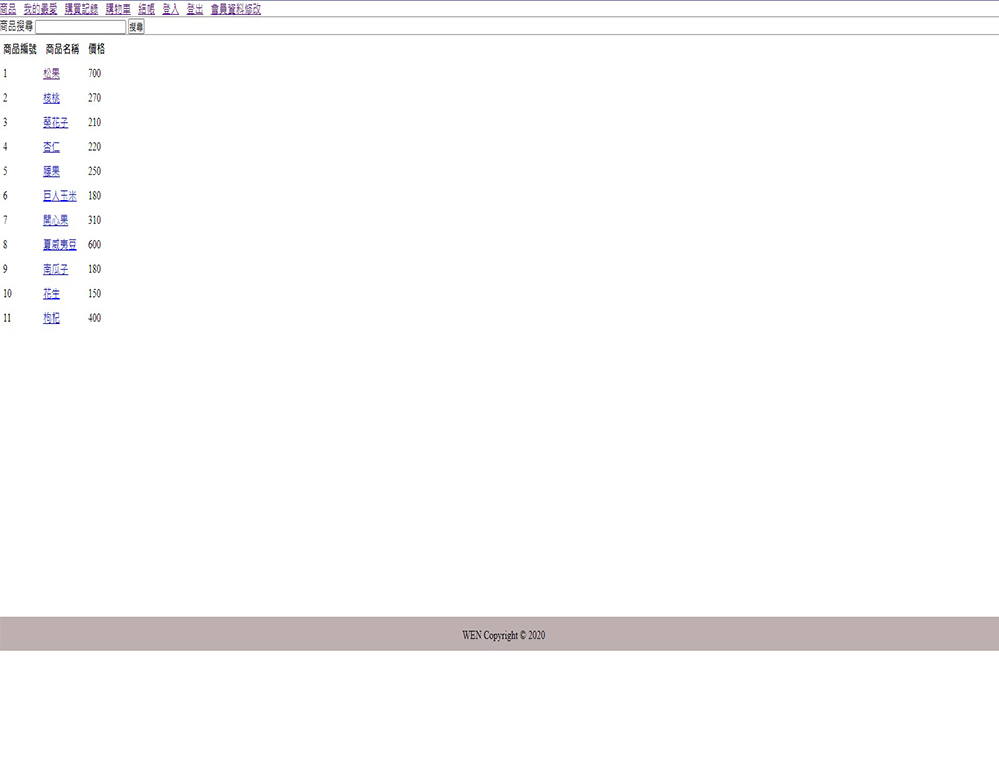 商品 我的最愛 購買記錄 購物車 結帳 登入 登出 會員資料修改
商品搜尋 搜尋
商品編號 商品名稱 價格
1 松果 700
2 核桃 270
3 葵花子 210
4 杏仁 220
5 腰果 250
6 巨人玉米 180
7 開心果 310
8 夏威夷豆 600
9 南瓜子 180
10 花生 150
11 枸杞 400
WEN Copyright © 2020